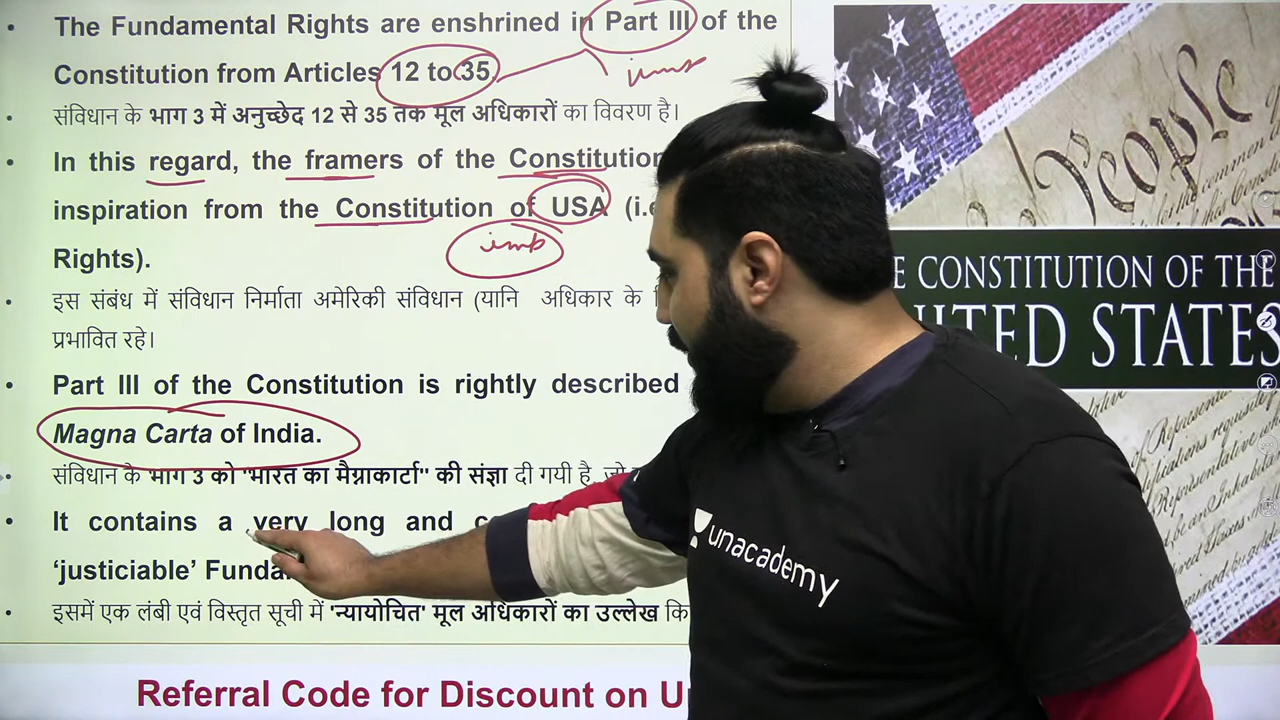 • The Fundamental Rights are enshrined in Part III of the
Constitution from Articles 12 to 35.
imp
• संविधान के भाग 3 में अनुच्छेद 12 से 35 तक मूल अधिकारों का विवरण है।
• In this regard, the framers of the Constitution
inspiration from the Constitution of USA (i.e
imp
Rights).
• इस संबंध में संविधान निर्माता अमेरिकी संविधान (यानि अधिकार के
प्रभावित रहे।
• Part III of the Constitution is rightly described
Magna Carta of India.
• संविधान के भाग 3 को 'भारत का मैग्नाकार्टा" की संज्ञा दी गयी है, जो
• It contains a very long and
'justiciable' Funda
• इसमें एक लंबी एवं विस्तृत सूची में 'न्यायोचित' मूल अधिकारों का उल्लेख
Referral Code for Discount on
unacademy
People
E CONSTITUTION OF THE
UNITED STATES